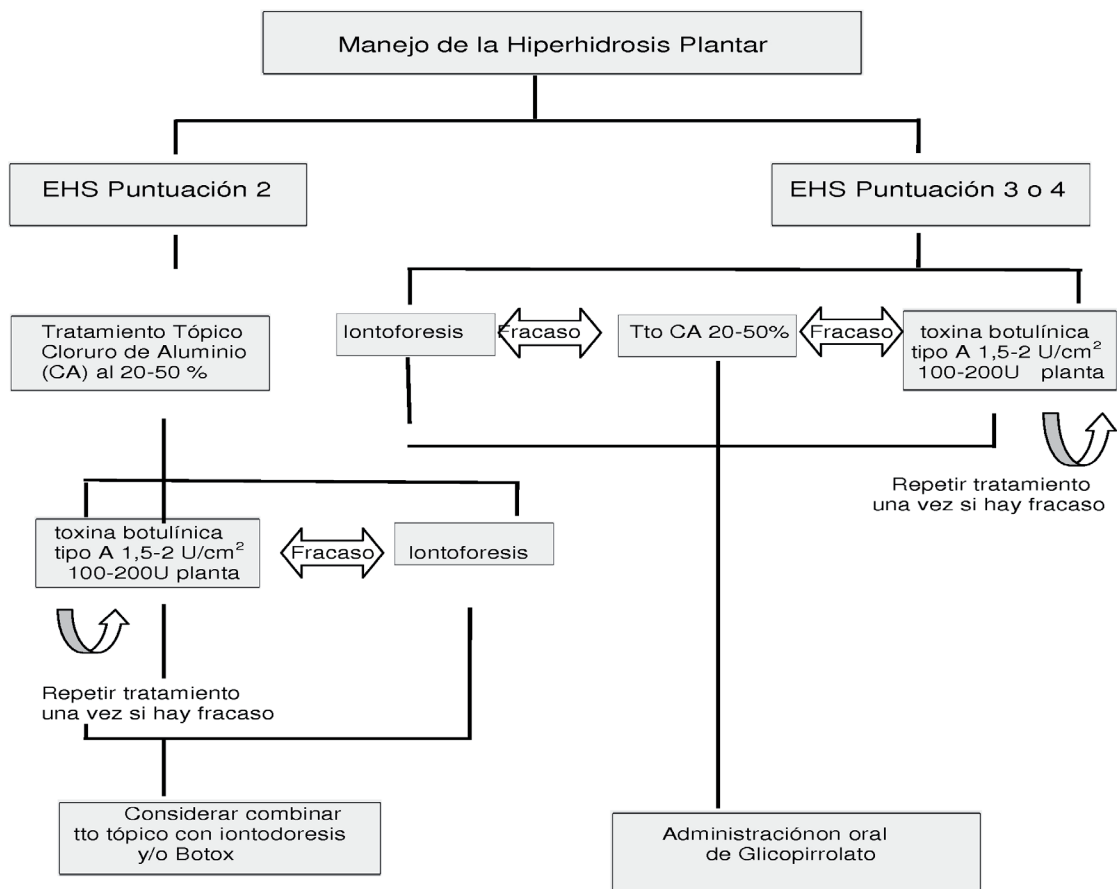 Manejo de la Hiperhidrosis Plantar
EHS Puntuación 2
EHS Puntuación 3 o 4
Tratamiento Tópico
Cloruro de Aluminio
(CA) al 20-50 %
Iontoforesis
Fracaso
Tto CA 20-50%
Fracaso
toxina botulínica
tipo A 1,5-2 U/cm²
100-200U planta
Repetir tratamiento
una vez si hay fracaso
toxina botulínica
tipo A 1,5-2 U/cm²
100-200U planta
Fracaso
Iontoforesis
Repetir tratamiento
una vez si hay fracaso
Considerar combinar
tto tópico con iontodoresis
y/o Botox
Administraciónon oral
de Glicopirrolato